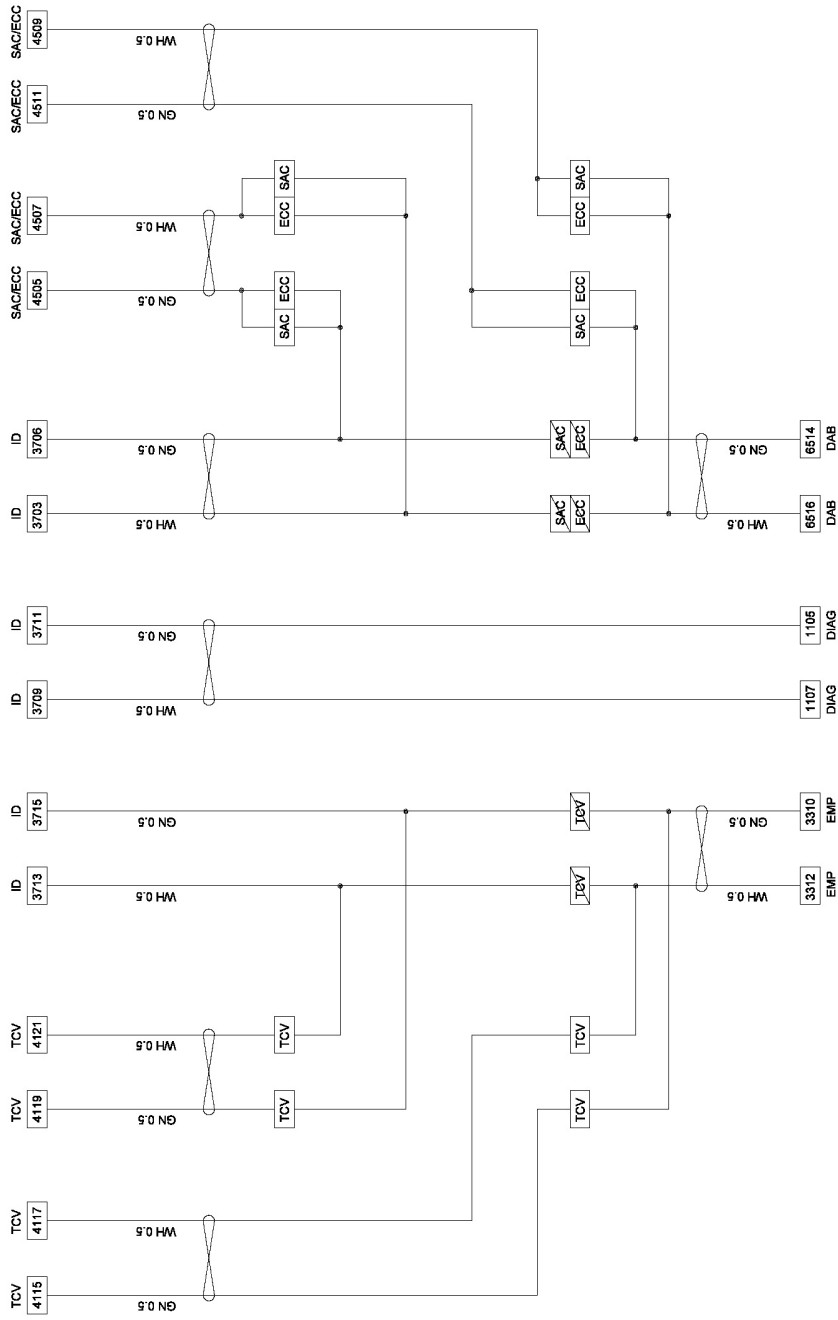 TCV
TCV
TCV
TCV
ID
ID
ID
ID
ID
ID
SAC/ECC
SAC/ECC
SAC/ECC
SAC/ECC
4115
4117
4119
4121
3713
3715
3709
3711
3703
3706
4505
4507
4511
4509
GN 0.5
WH 0.5
GN 0.5
WH 0.5
WH 0.5
GN 0.5
WH 0.5
GN 0.5
WH 0.5
GN 0.5
GN 0.5
WH 0.5
GN 0.5
WH 0.5
TCV
TCV
SAC
ECC
ECC
SAC
TCV
TCV
TCV
TCV
SAC
ECC
SAC
ECC
SAC
ECC
ECC
SAC
WH 0.5
GN 0.5
WH 0.5
GN 0.5
3312
3310
1107
1105
6516
6514
EMP
EMP
DIAG
DIAG
DAB
DAB